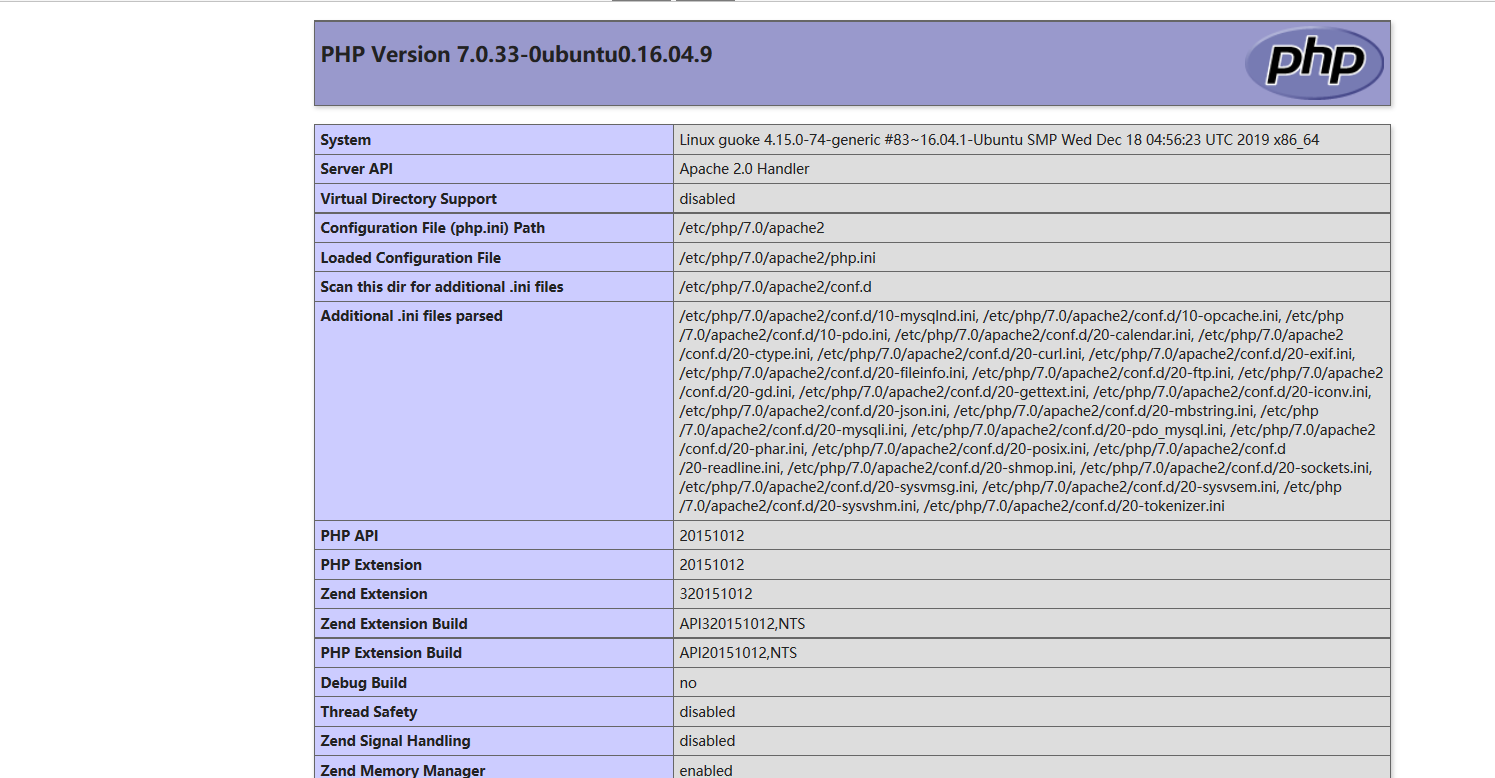 PHP Version 7.0.33-0ubuntu0.16.04.9
php
System Linux guoke 4.15.0-74-generic #83~16.04.1-Ubuntu SMP Wed Dec 18 04:56:23 UTC 2019 x86_64
Server API Apache 2.0 Handler
Virtual Directory Support disabled
Configuration File (php.ini) Path /etc/php/7.0/apache2
Loaded Configuration File /etc/php/7.0/apache2/php.ini
Scan this dir for additional .ini files /etc/php/7.0/apache2/conf.d
Additional .ini files parsed /etc/php/7.0/apache2/conf.d/10-mysqlnd.ini, /etc/php/7.0/apache2/conf.d/10-opcache.ini, /etc/php
/7.0/apache2/conf.d/10-pdo.ini, /etc/php/7.0/apache2/conf.d/20-calendar.ini, /etc/php/7.0/apache2
/conf.d/20-ctype.ini, /etc/php/7.0/apache2/conf.d/20-curl.ini, /etc/php/7.0/apache2/conf.d/20-exif.ini,
/etc/php/7.0/apache2/conf.d/20-fileinfo.ini, /etc/php/7.0/apache2/conf.d/20-ftp.ini, /etc/php/7.0/apache2
/conf.d/20-gd.ini, /etc/php/7.0/apache2/conf.d/20-gettext.ini, /etc/php/7.0/apache2/conf.d/20-iconv.ini,
/etc/php/7.0/apache2/conf.d/20-json.ini, /etc/php/7.0/apache2/conf.d/20-mbstring.ini, /etc/php
/7.0/apache2/conf.d/20-mysqli.ini, /etc/php/7.0/apache2/conf.d/20-pdo_mysql.ini, /etc/php/7.0/apache2
/conf.d/20-phar.ini, /etc/php/7.0/apache2/conf.d/20-posix.ini, /etc/php/7.0/apache2/conf.d
/20-readline.ini, /etc/php/7.0/apache2/conf.d/20-shmop.ini, /etc/php/7.0/apache2/conf.d/20-sockets.ini,
/etc/php/7.0/apache2/conf.d/20-sysvmsg.ini, /etc/php/7.0/apache2/conf.d/20-sysvsem.ini, /etc/php
/7.0/apache2/conf.d/20-sysvshm.ini, /etc/php/7.0/apache2/conf.d/20-tokenizer.ini
PHP API 20151012
PHP Extension 20151012
Zend Extension 320151012
Zend Extension Build API320151012,NTS
PHP Extension Build API20151012,NTS
Debug Build no
Thread Safety disabled
Zend Signal Handling disabled
Zend Memory Manager enabled